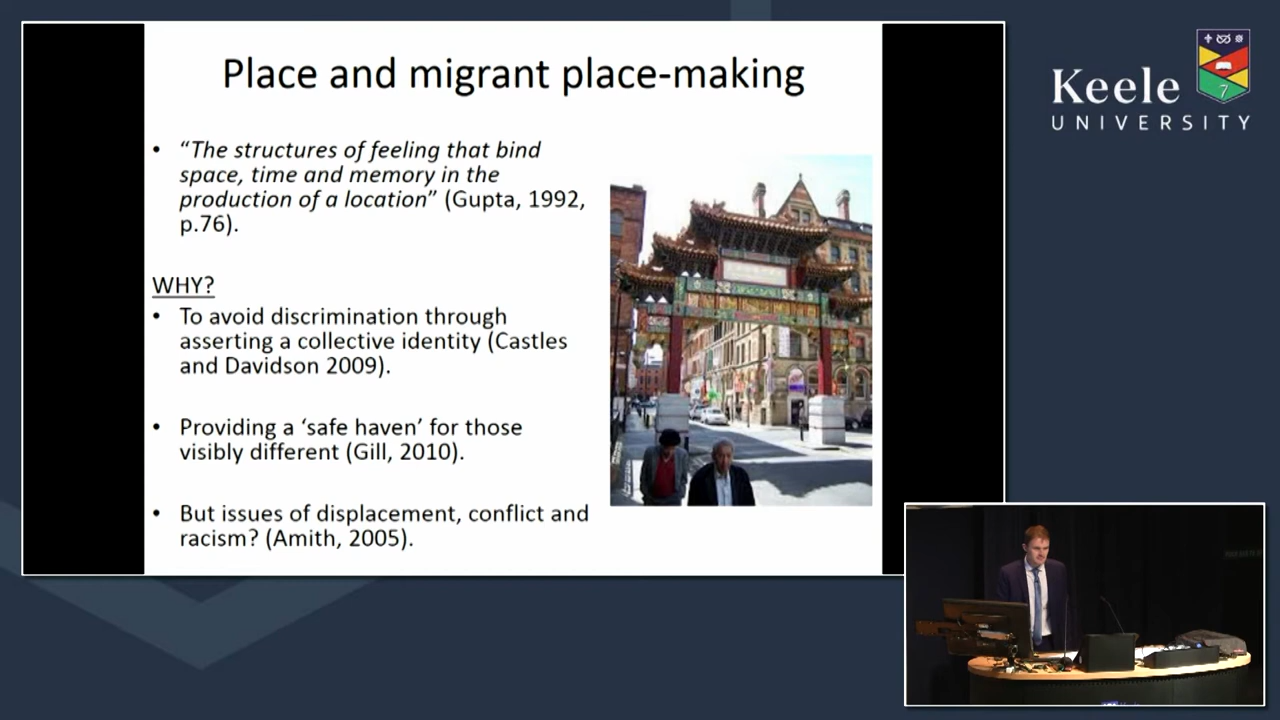 Place and migrant place-making
• “The structures of feeling that bind
space, time and memory in the
production of a location” (Gupta, 1992,
p.76).
WHY?
• To avoid discrimination through
asserting a collective identity (Castles
and Davidson 2009).
• Providing a ‘safe haven’ for those
visibly different (Gill, 2010).
• But issues of displacement, conflict and
racism? (Amith, 2005).
Keele
UNIVERSITY